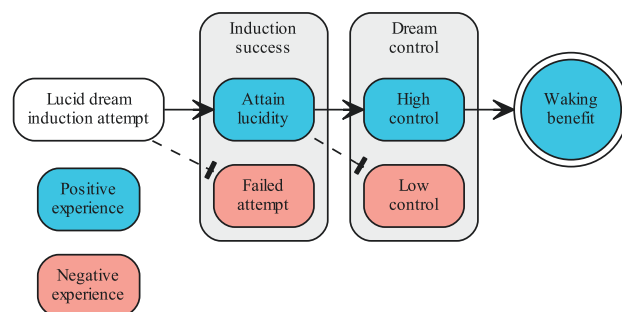 Induction
success
Dream
control
Lucid dream
induction attempt
Attain
lucidity
High
control
Waking
benefit
Failed
attempt
Low
control
Positive
experience
Negative
experience